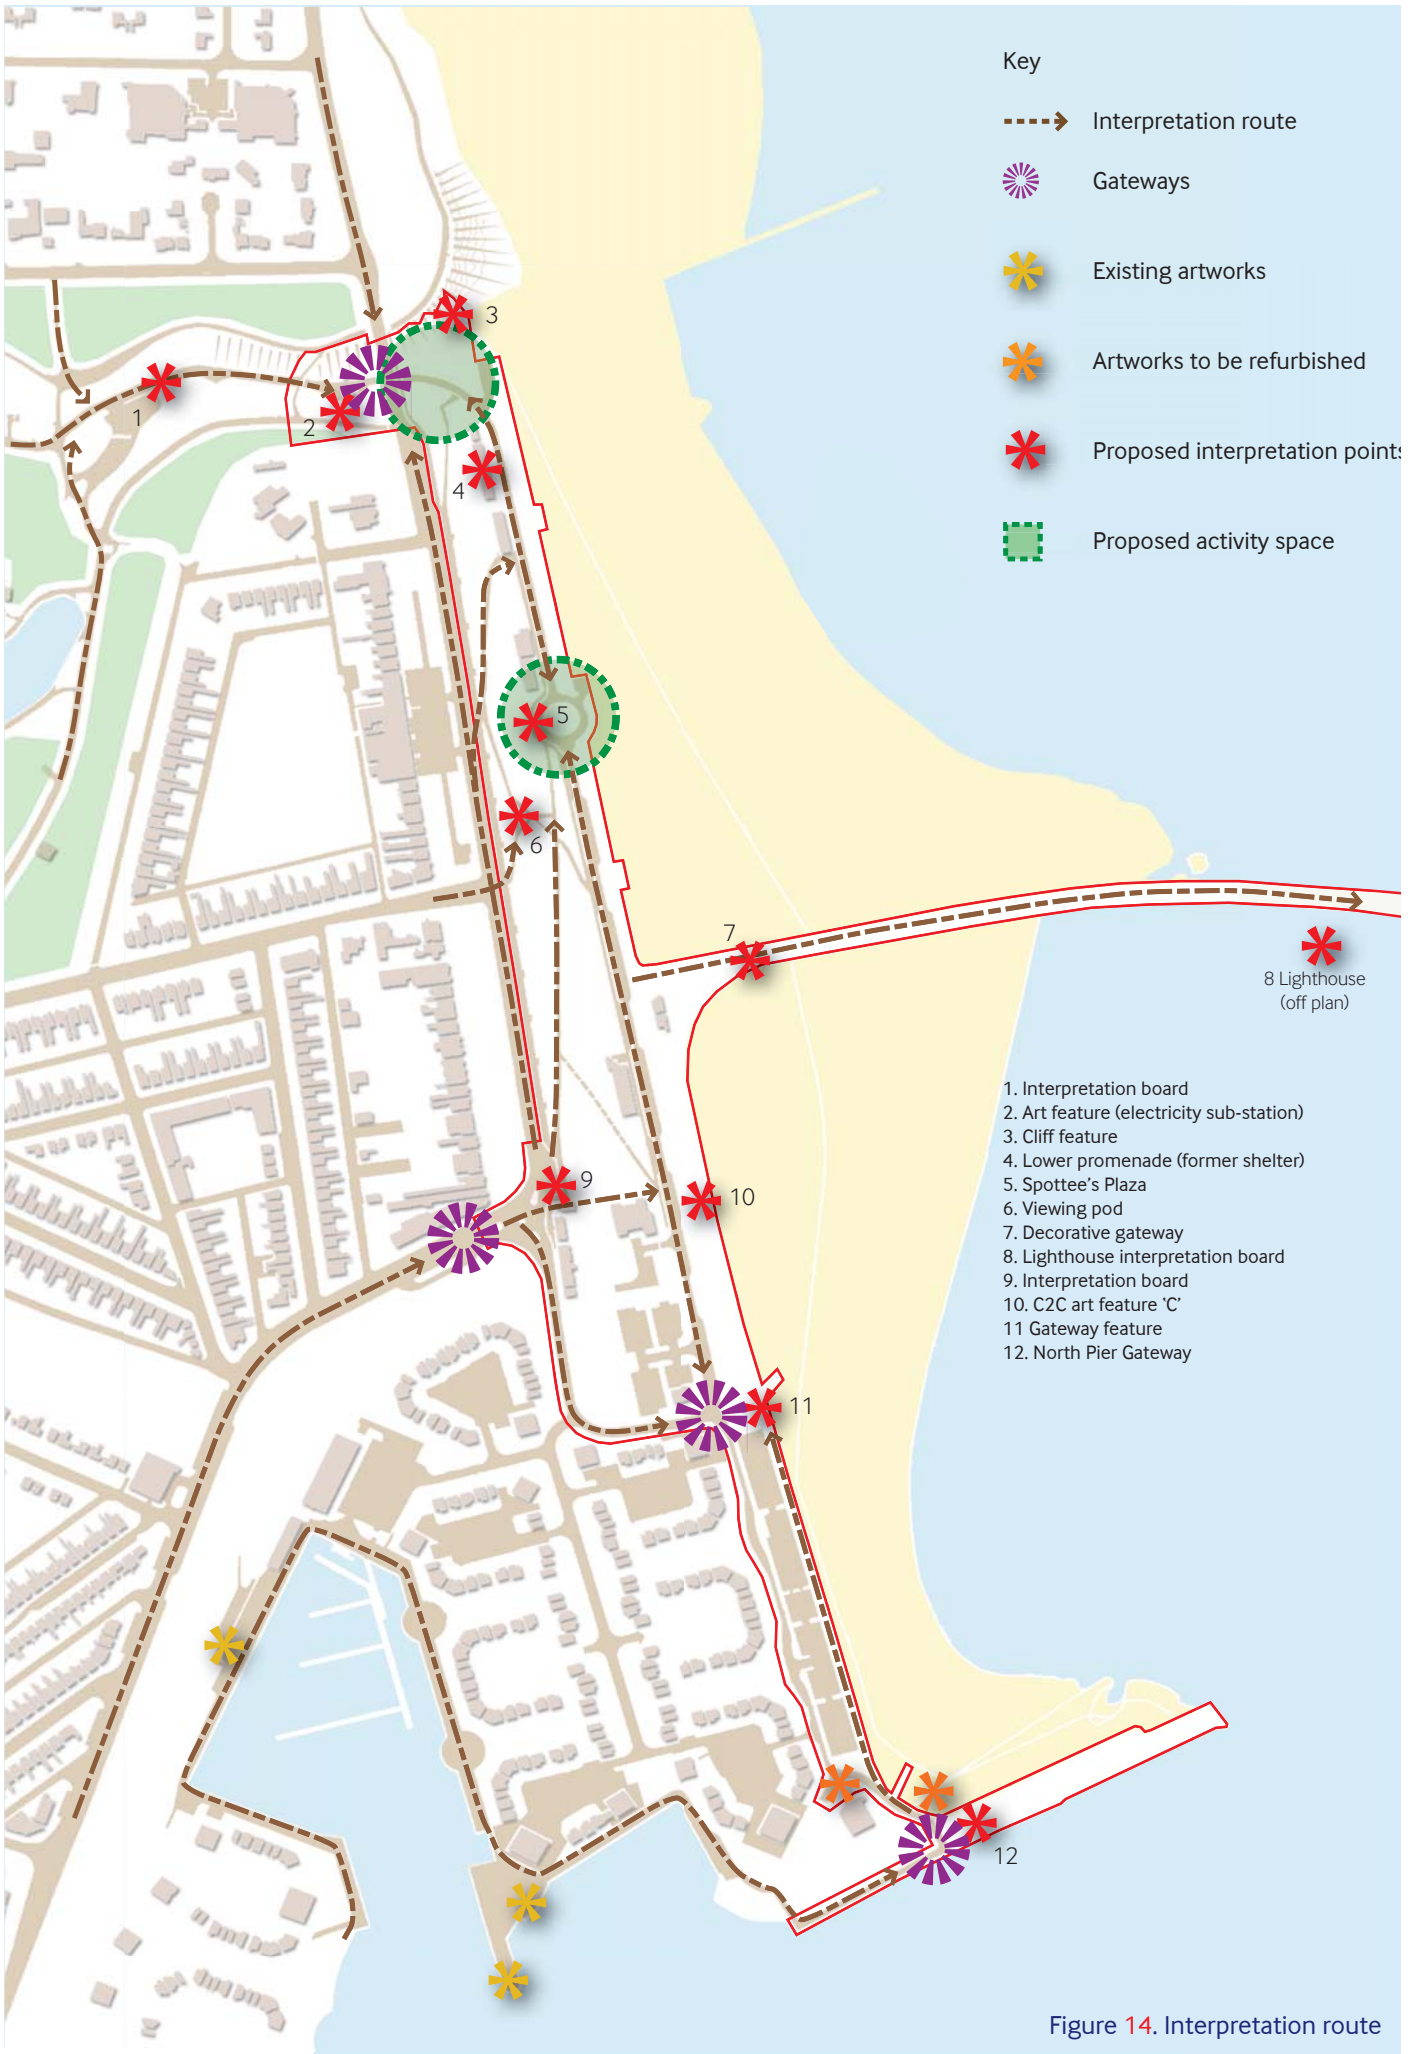 Key
Interpretation route
Gateways
Existing artworks
Artworks to be refurbished
Proposed interpretation points
Proposed activity space
3
1
2
4
5
6
7
8 Lighthouse
(off plan)
1. Interpretation board
2. Art feature (electricity sub-station)
3. Cliff feature
4. Lower promenade (former shelter)
5. Spottee’s Plaza
6. Viewing pod
7. Decorative gateway
8. Lighthouse interpretation board
9. Interpretation board
10. C2C art feature ‘C’
11 Gateway feature
12. North Pier Gateway
9
10
11
12
Figure 14. Interpretation route